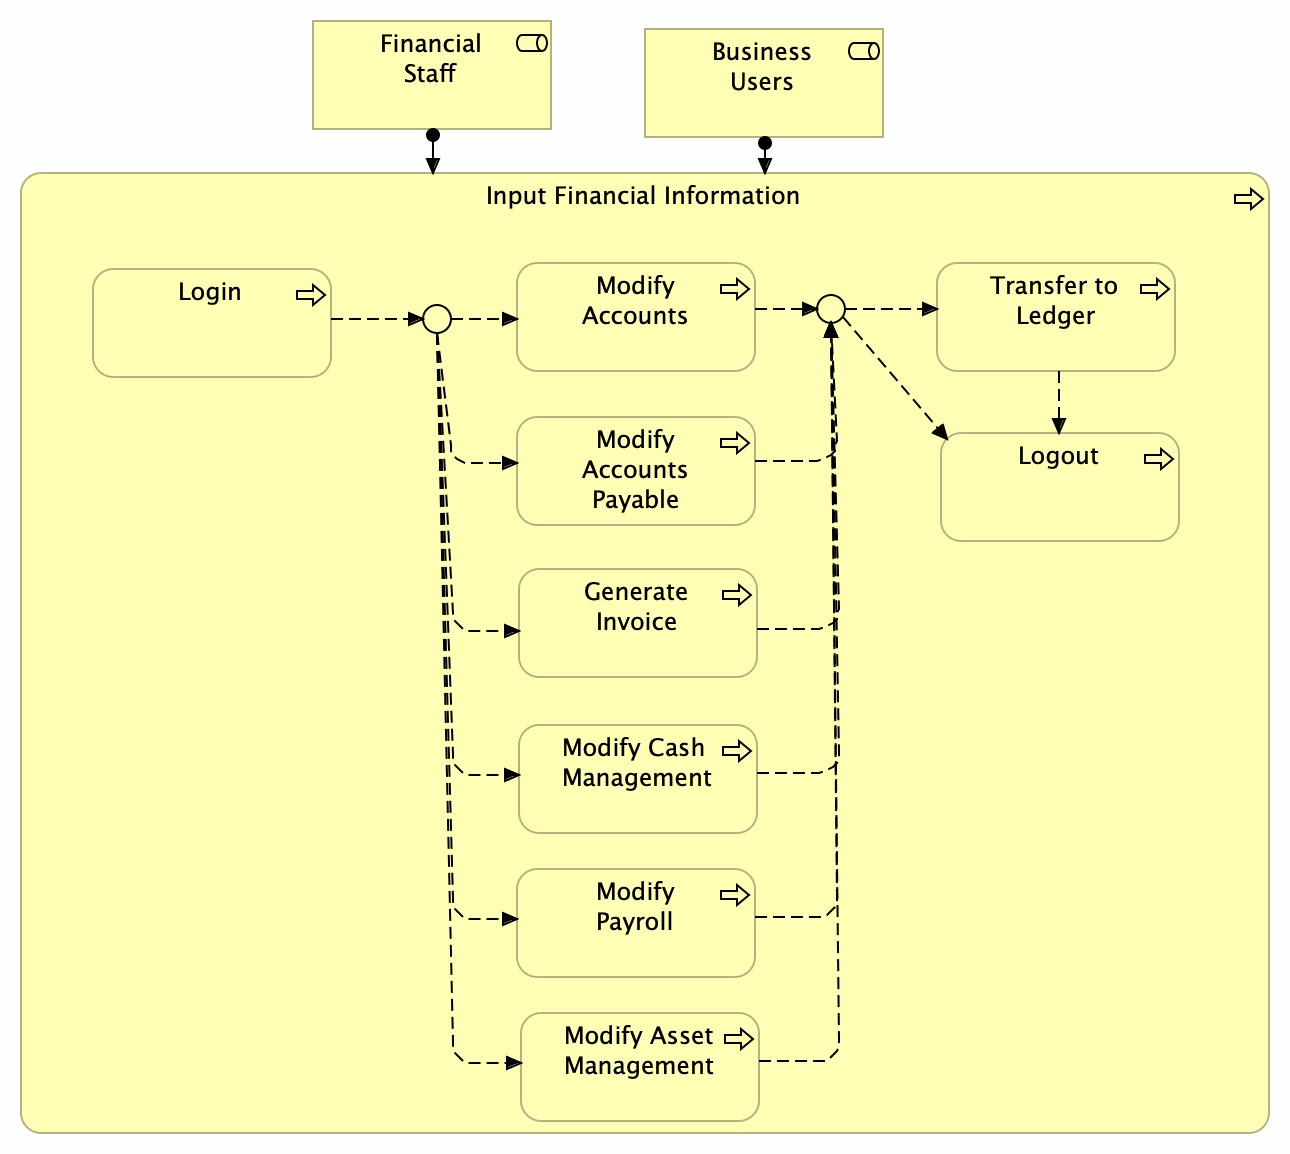 Financial
Staff
Business
Users
Input Financial Information
Login
Modify
Accounts
Transfer to
Ledger
Modify
Accounts
Payable
Logout
Generate
Invoice
Modify Cash
Management
Modify
Payroll
Modify Asset
Management